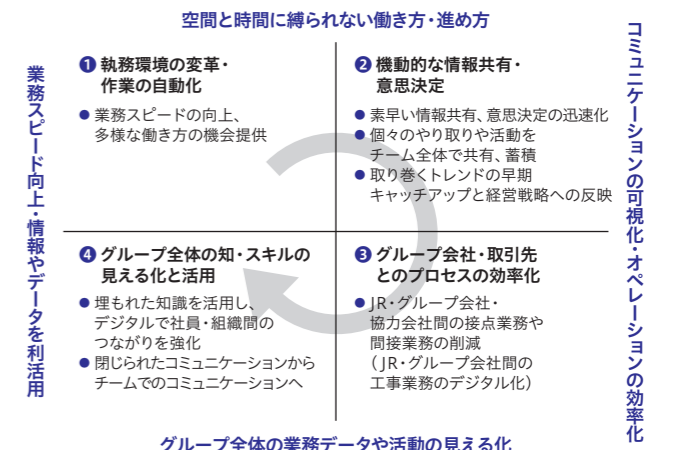 空間と時間に縛られない働き方・進め方
業務スピード向上・情報やデータを利活用
❶ 執務環境の変革・
作業の自動化
● 業務スピードの向上、
多様な働き方の機会提供
❷ 機動的な情報共有・
意思決定
● 素早い情報共有、意思決定の迅速化
● 個々のやり取りや活動を
チーム全体で共有、蓄積
● 取り巻くトレンドの早期
キャッチアップと経営戦略への反映
❹ グループ全体の知・スキルの
見える化と活用
● 埋もれた知識を活用し、
デジタルで社員・組織間の
つながりを強化
● 閉じられたコミュニケーションから
チームでのコミュニケーションへ
❸ グループ会社・取引先
とのプロセスの効率化
● JR・グループ会社・
協力会社間の接点業務や
間接業務の削減
（JR・グループ会社間の
工事業務のデジタル化）
コミュニケーションの可視化・オペレーションの効率化
グループ全体の業務データや活動の見える化